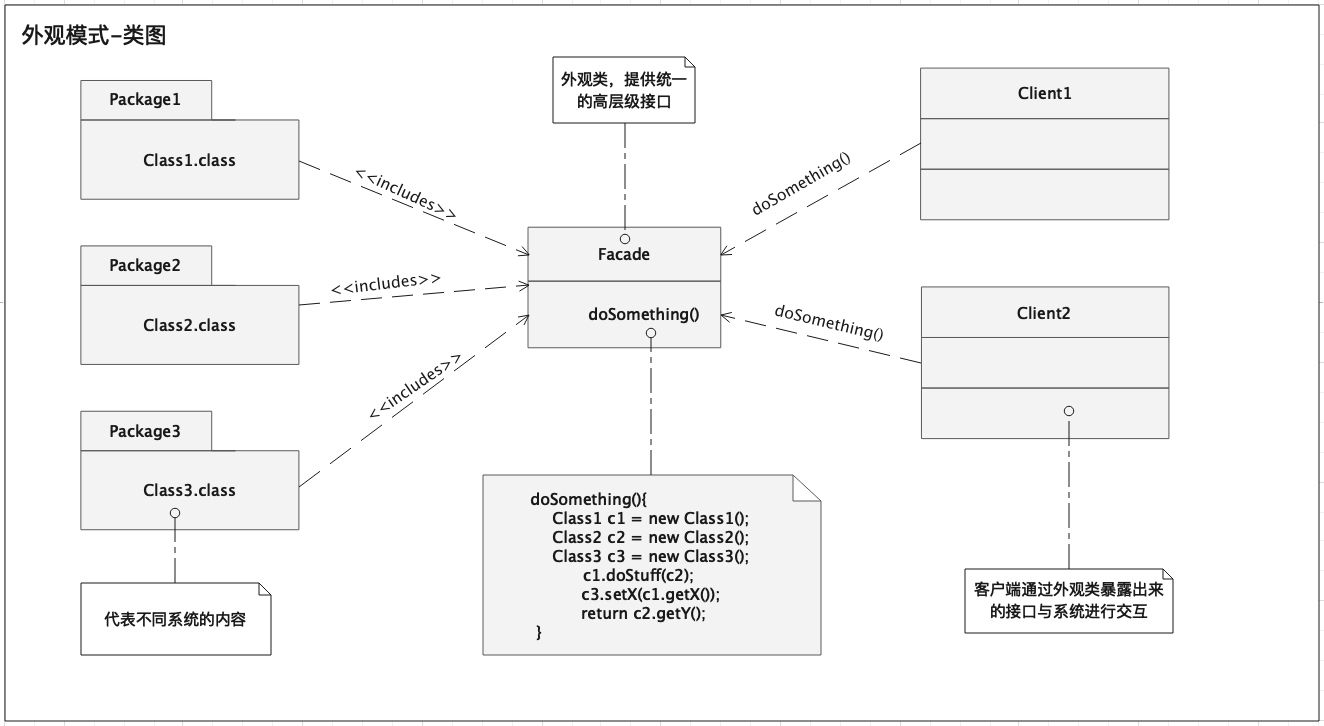 外观模式-类图
Package1
Class1.class
<<includes>>
Package2
Class2.class
<<includes>>
Package3
Class3.class
<<includes>>
代表不同系统的内容
外观类，提供统一
的高层级接口
Facade
doSomething()
doSomething(){
Class1 c1 = new Class1();
Class2 c2 = new Class2();
Class3 c3 = new Class3();
c1.doStuff(c2);
c3.setX(c1.getX());
return c2.getY();
}
doSomething()
Client1
doSomething()
Client2
客户端通过外观类暴露出来
的接口与系统进行交互